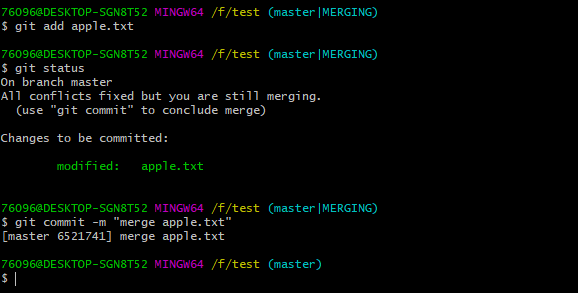 76096@DESKTOP-SGN8T52 MINGW64 /f/test (master|MERGING)
$ git add apple.txt
76096@DESKTOP-SGN8T52 MINGW64 /f/test (master|MERGING)
$ git status
On branch master
All conflicts fixed but you are still merging.
  (use "git commit" to conclude merge)
Changes to be committed:
        modified:   apple.txt
76096@DESKTOP-SGN8T52 MINGW64 /f/test (master|MERGING)
$ git commit -m "merge apple.txt"
[master 6521741] merge apple.txt
76096@DESKTOP-SGN8T52 MINGW64 /f/test (master)
$